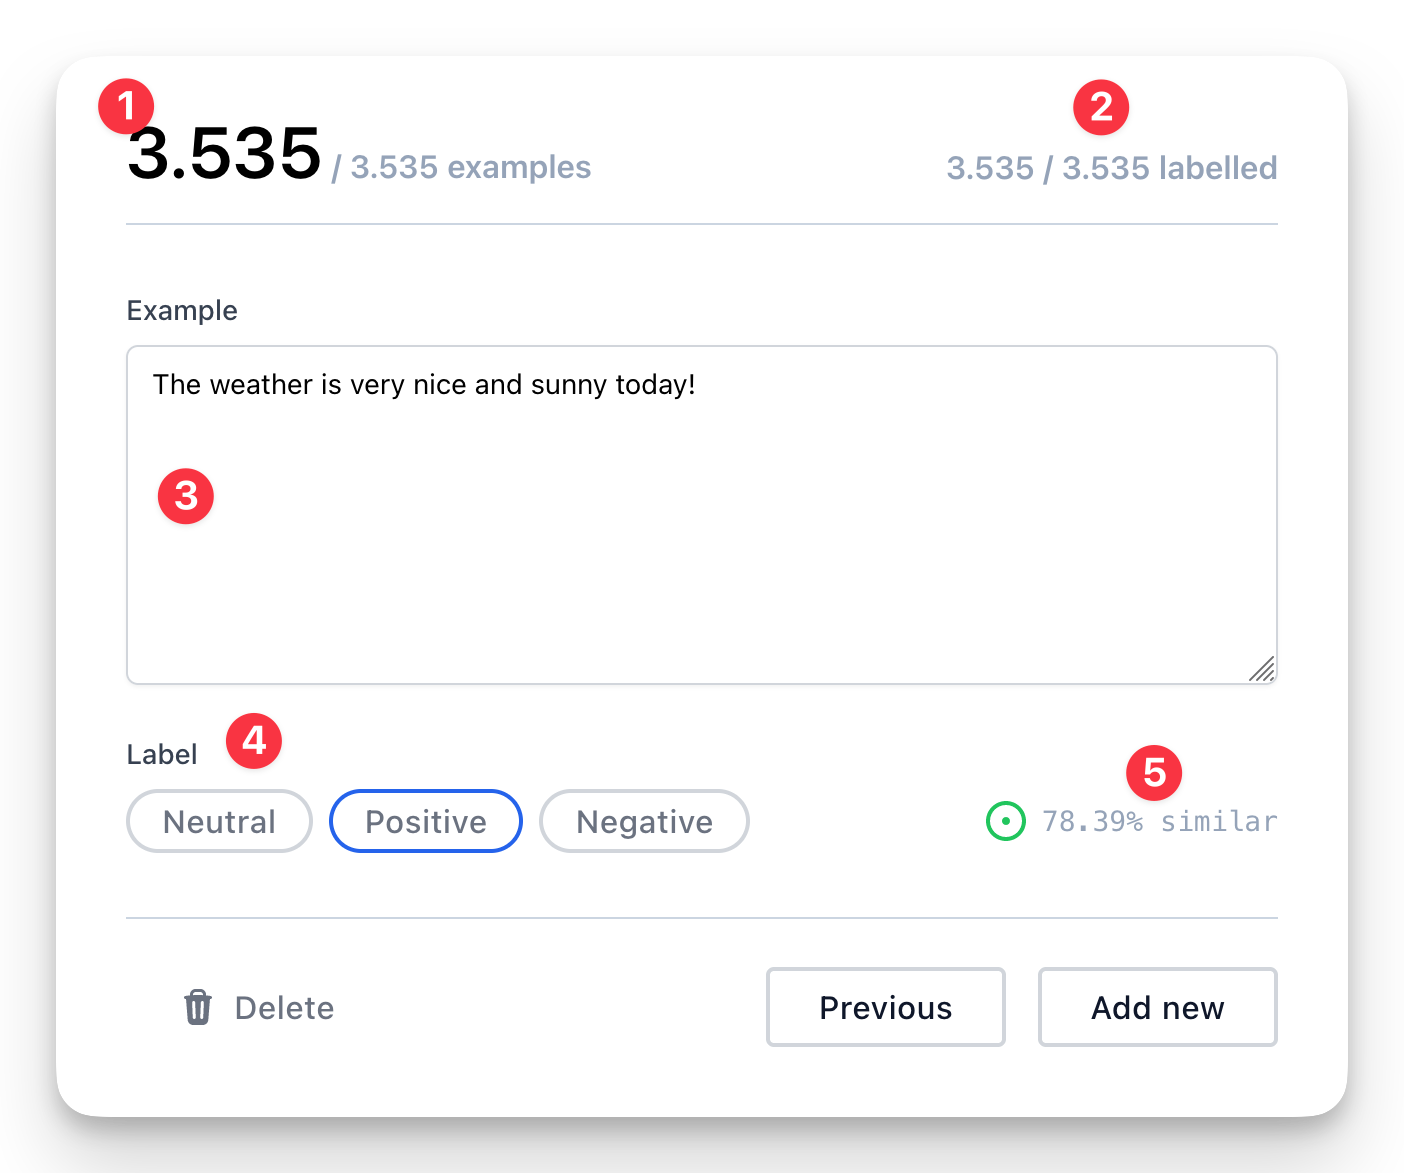 1
2
3.535 / 3.535 examples
3.535 / 3.535 labelled
Example
The weather is very nice and sunny today!
3
Label
4
5
Neutral
Positive
Negative
78.39% similar
Delete
Previous
Add new